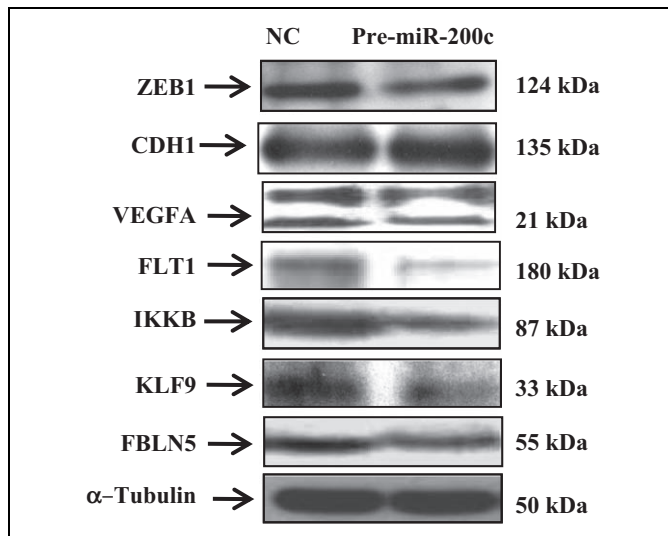 NC Pre-miR-200c
ZEB1 124 kDa
CDH1 135 kDa
VEGFA 21 kDa
FLT1 180 kDa
IKKB 87 kDa
KLF9 33 kDa
FBLN5 55 kDa
α–Tubulin 50 kDa